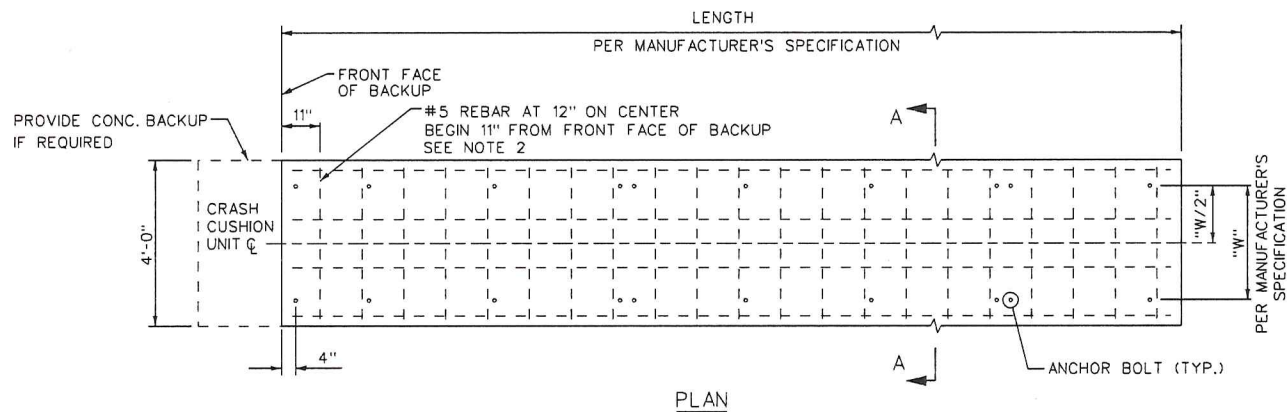 LENGTH
PER MANUFACTURER'S SPECIFICATION
FRONT FACE
OF BACKUP
11"
#5 REBAR AT 12" ON CENTER
BEGIN 11" FROM FRONT FACE OF BACKUP
SEE NOTE 2
PROVIDE CONC. BACKUP
IF REQUIRED
A
4'-0"
CRASH
CUSHION
UNIT ℄
"W/2"
"W"
PER MANUFACTURER'S
SPECIFICATION
4"
A
ANCHOR BOLT (TYP.)
PLAN